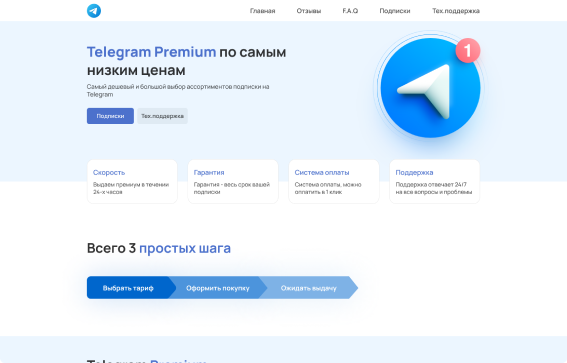 Главная Отзывы F.A.Q. Подписки Тех.поддержка
Telegram Premium по самым
низким ценам
1
Самый дешевый и большой выбор ассортиментов подписки на
Telegram
Подписки Тех.поддержка
Скорость
Выдаем премиум в течении
24-х часов
Гарантия
Гарантия - весь срок вашей
подписки
Система оплаты
Система оплаты, можно
оплатить в 1 клик
Поддержка
Поддержка отвечает 24/7
на все вопросы и проблемы
Всего 3 простых шага
Выбрать тариф Оформить покупку Ожидать выдачу
Telegram Premium